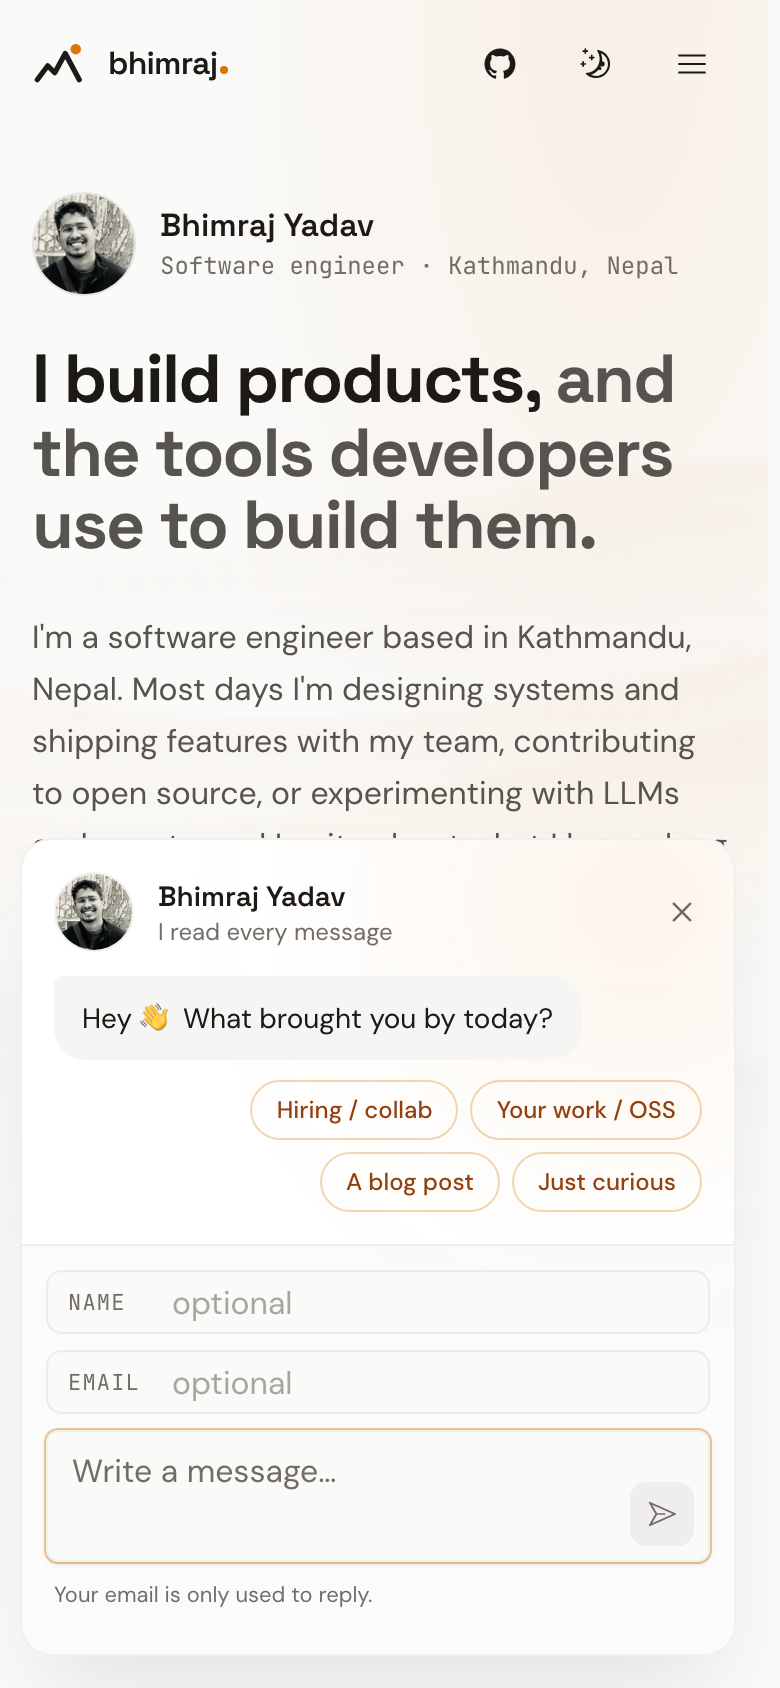 bhimraj.
Bhimraj Yadav
Software engineer · Kathmandu, Nepal
I build products, and
the tools developers
use to build them.
I'm a software engineer based in Kathmandu,
Nepal. Most days I'm designing systems and
shipping features with my team, contributing
to open source, or experimenting with LLMs
Bhimraj Yadav
I read every message
Hey 👋 What brought you by today?
Hiring / collab
Your work / OSS
A blog post
Just curious
NAME optional
EMAIL optional
Write a message...
Your email is only used to reply.